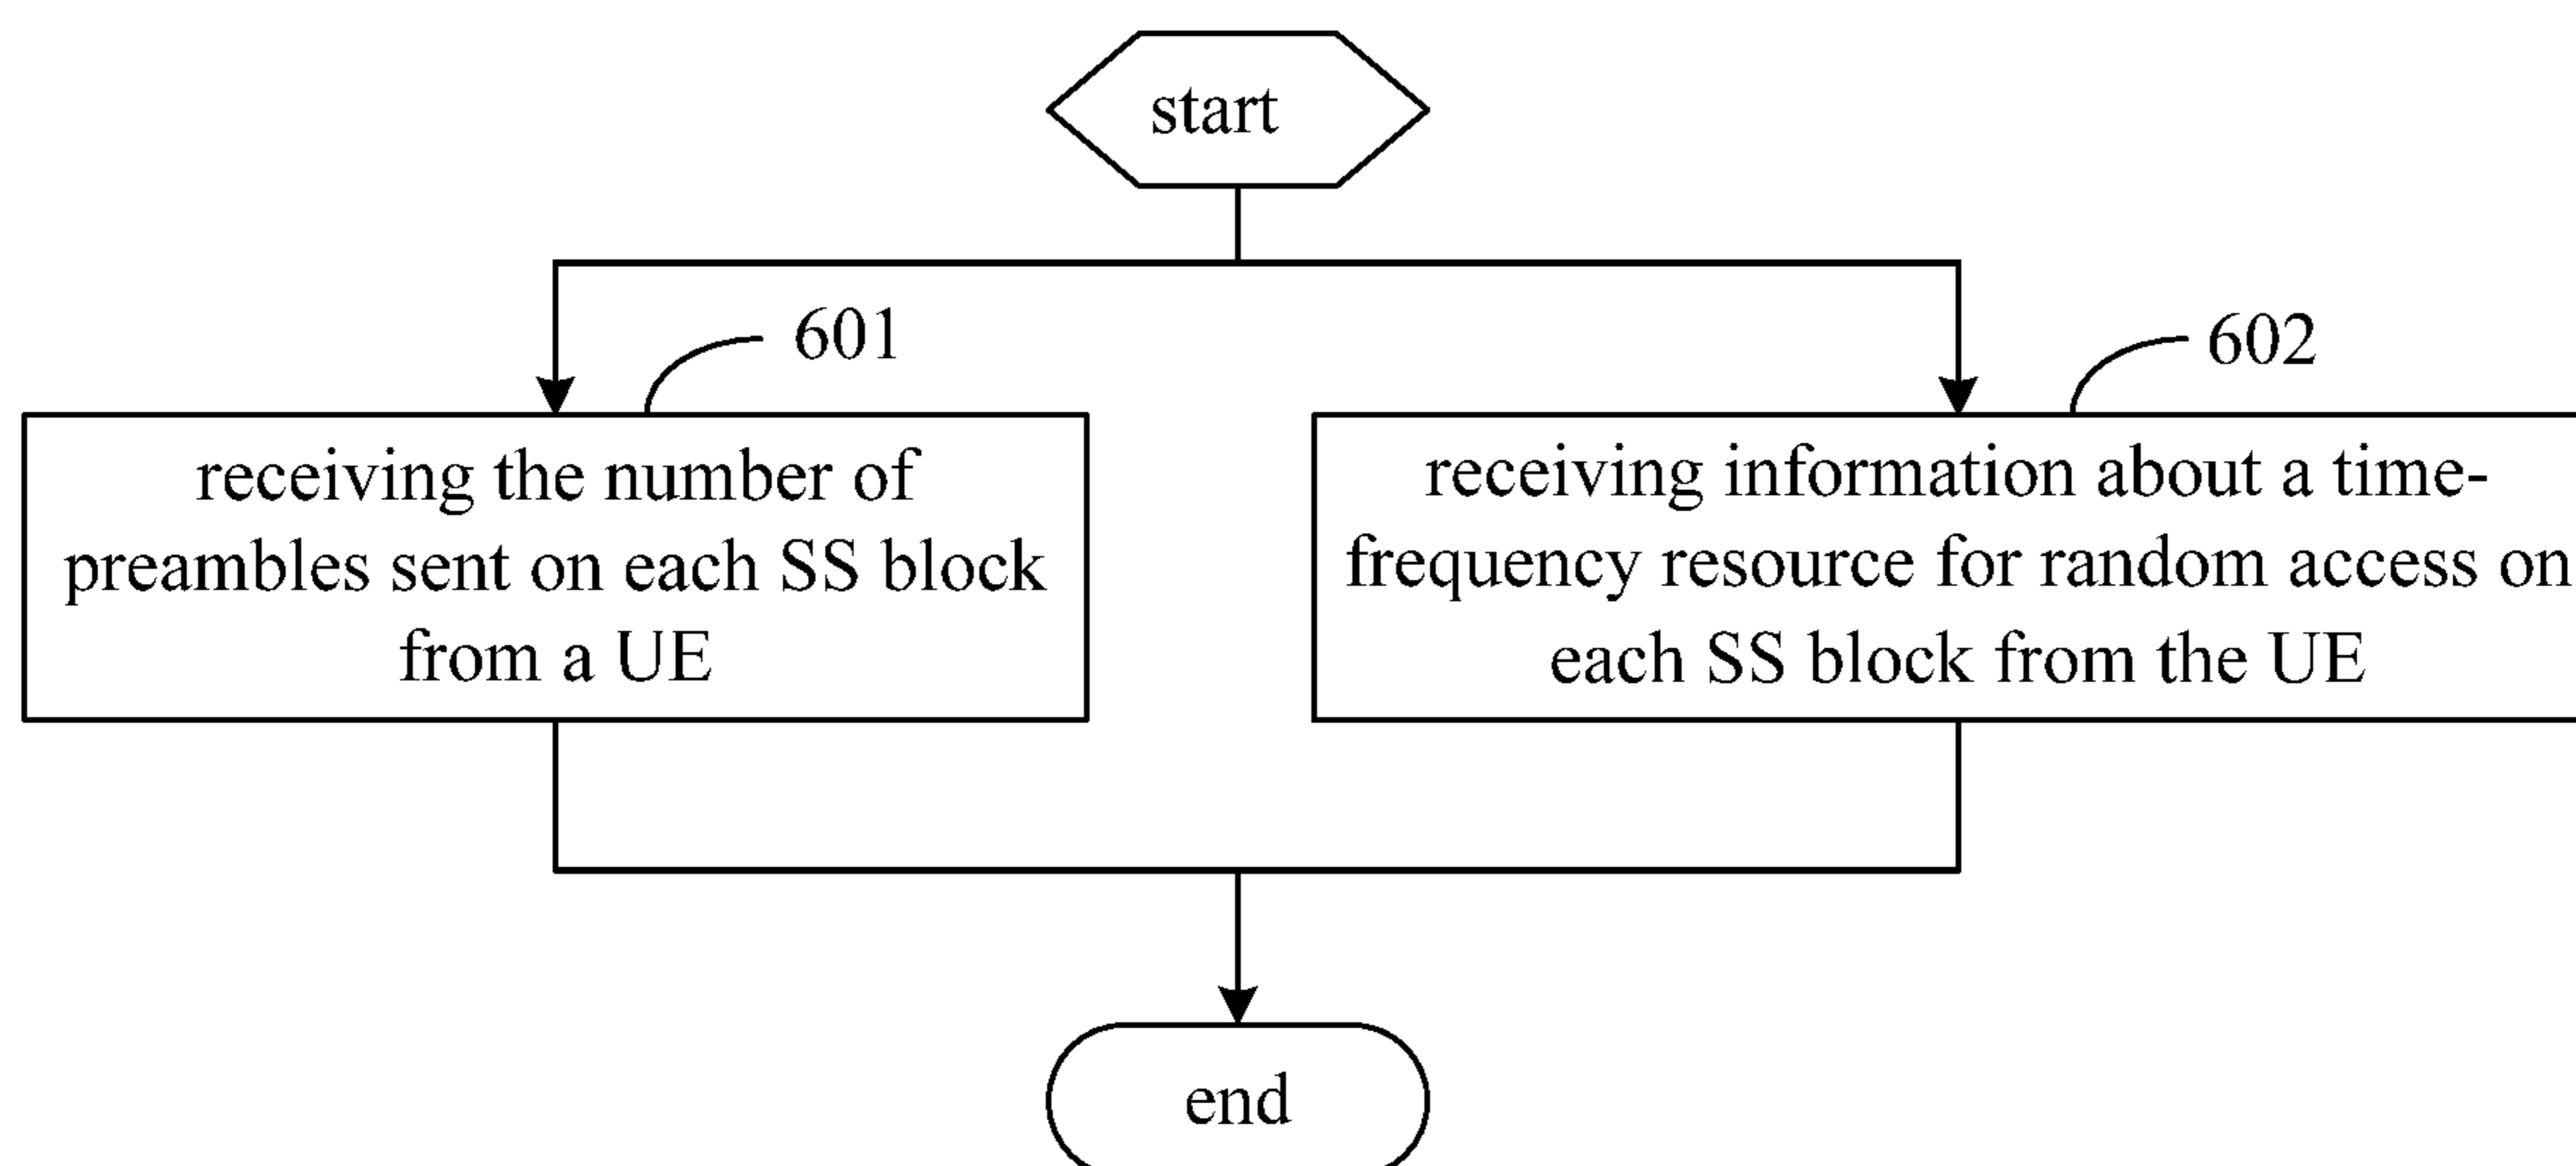 start
601
602
receiving the number of
preambles sent on each SS block
from a UE
receiving information about a time-
frequency resource for random access on
each SS block from the UE
end